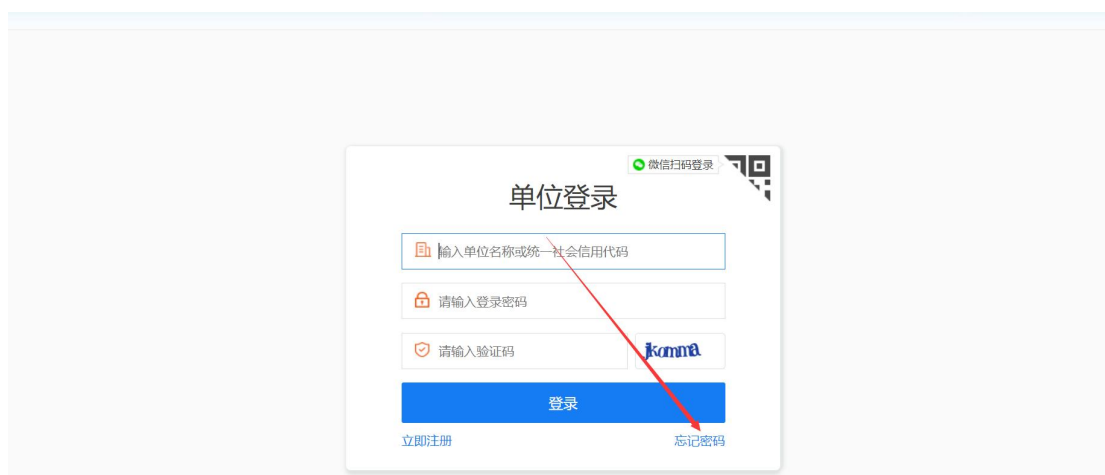 微信扫码登录
单位登录
输入单位名称或统一社会信用代码
请输入登录密码
请输入验证码
jkomma
登录
立即注册 忘记密码